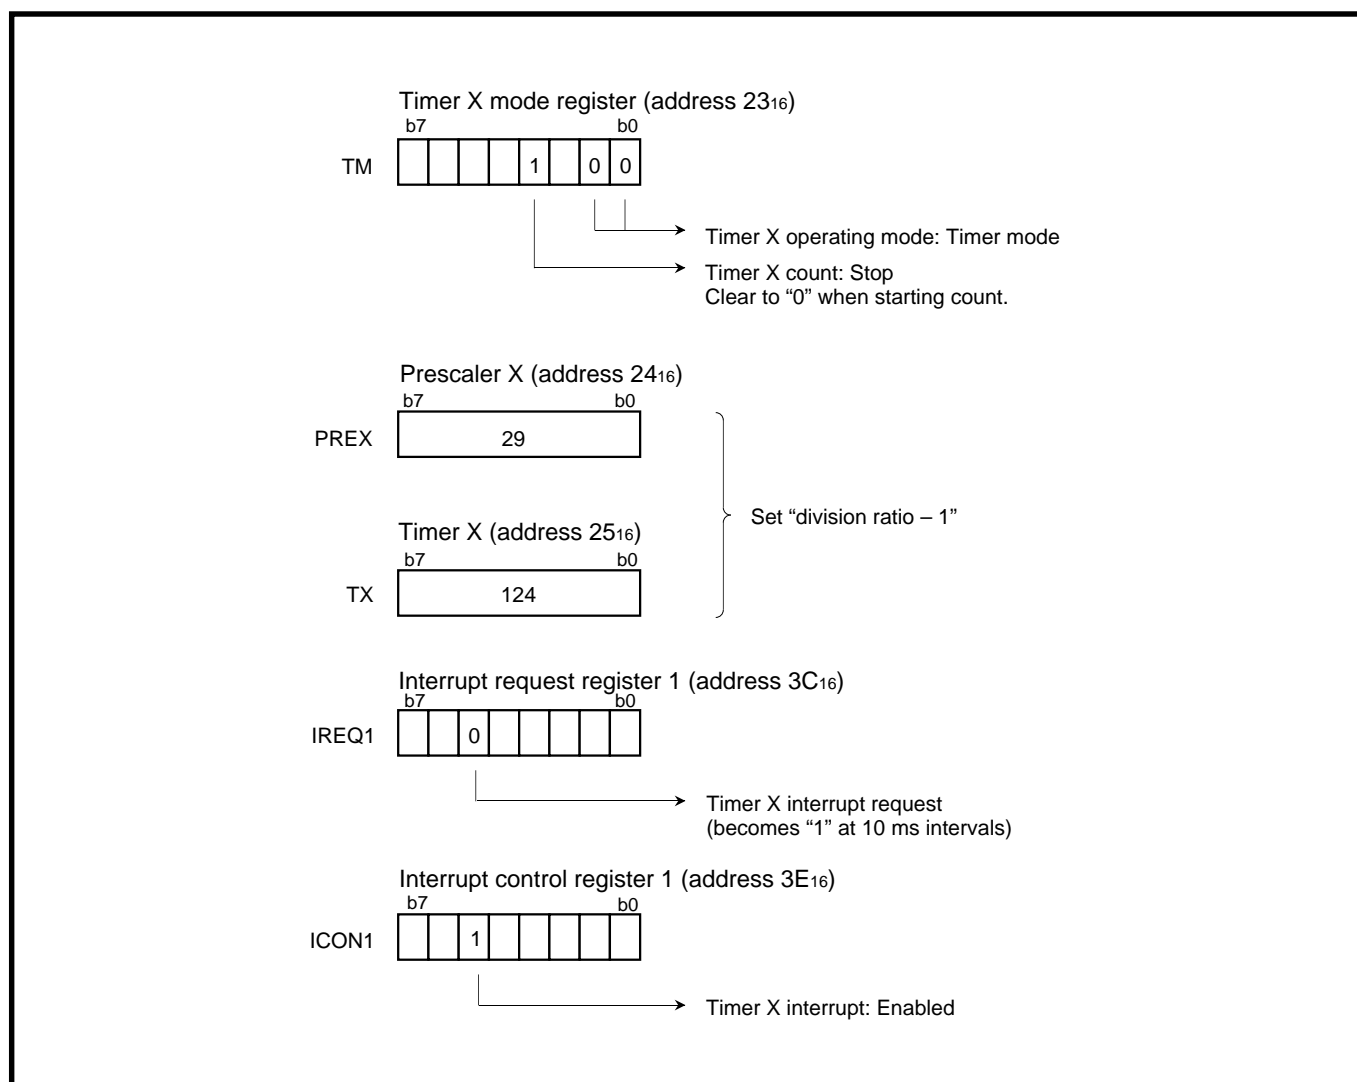 Timer X mode register (address 23₁₆)
b7 b0
TM 1 0 0
Timer X operating mode: Timer mode
Timer X count: Stop
Clear to “0” when starting count.
Prescaler X (address 24₁₆)
b7 b0
PREX 29
Set “division ratio – 1”
Timer X (address 25₁₆)
b7 b0
TX 124
Interrupt request register 1 (address 3C₁₆)
b7 b0
IREQ1 0
Timer X interrupt request
(becomes “1” at 10 ms intervals)
Interrupt control register 1 (address 3E₁₆)
b7 b0
ICON1 1
Timer X interrupt: Enabled